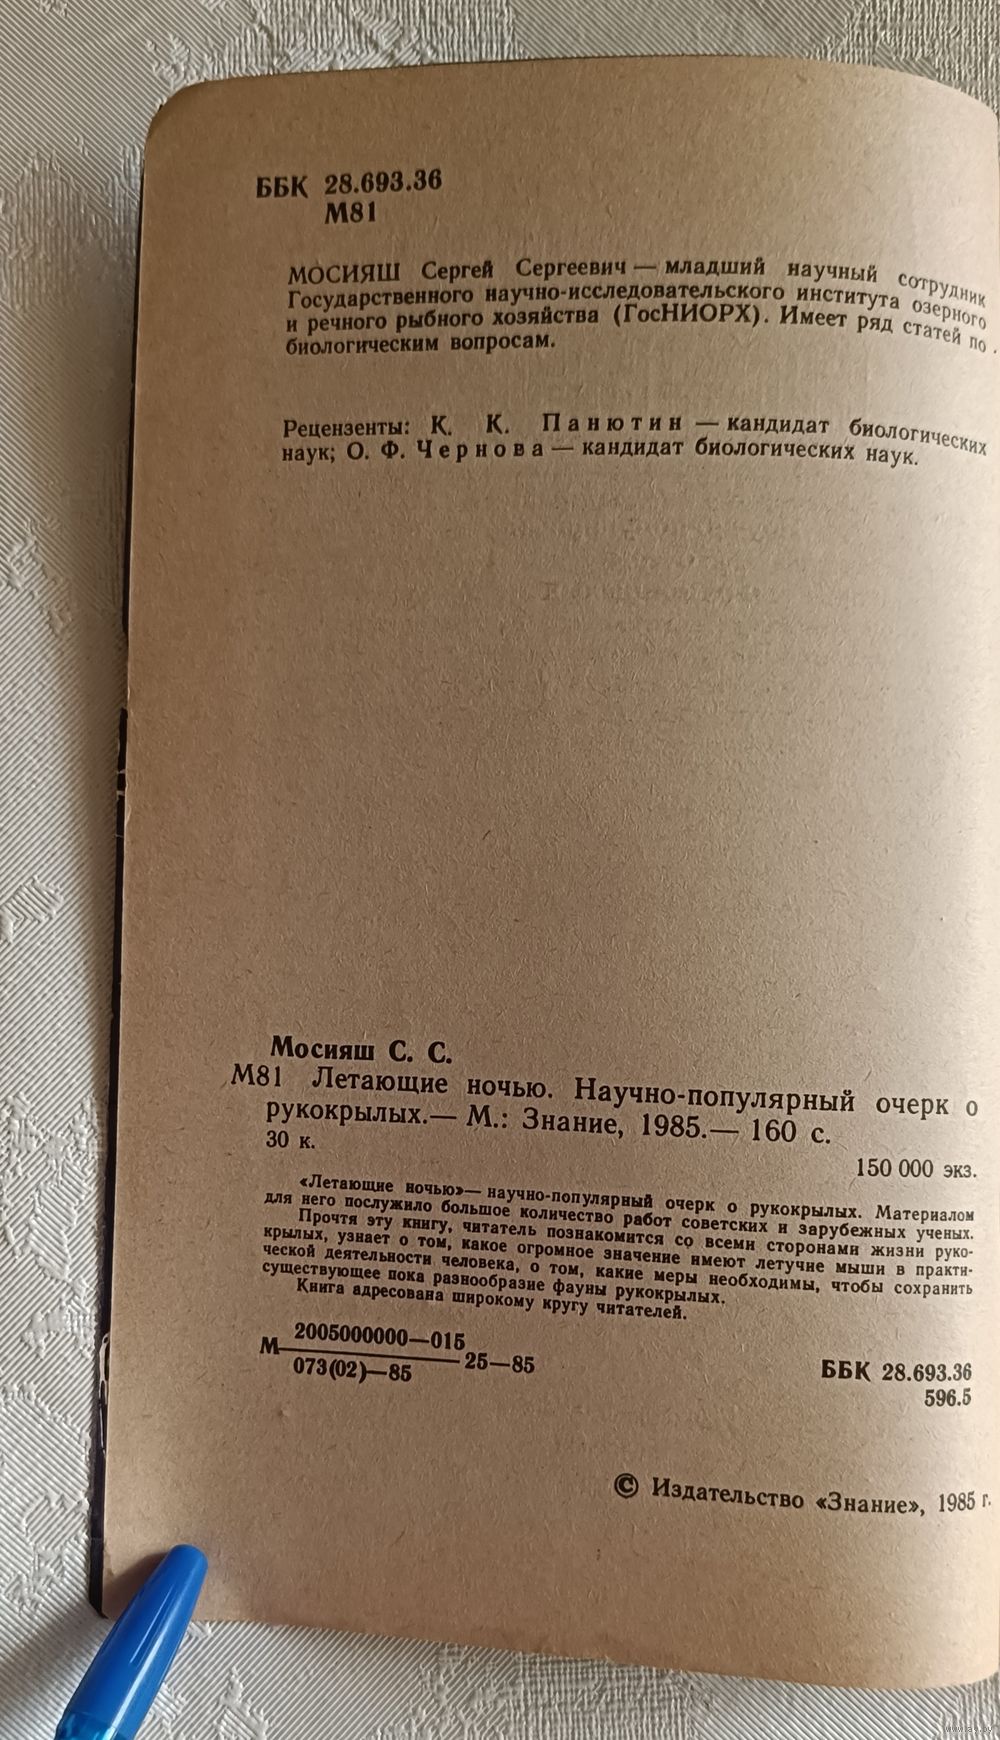 ББК 28.693.36
М81
МОСИЯШ Сергей Сергеевич — младший научный сотрудник
Государственного научно-исследовательского института озерного
и речного рыбного хозяйства (ГосНИОРХ). Имеет ряд статей по
биологическим вопросам.
Рецензенты: К. К. Панютин — кандидат биологических
наук; О. Ф. Чернова — кандидат биологических наук.
Мосияш С. С.
М81 Летающие ночью. Научно-популярный очерк о
рукокрылых.— М.: Знание, 1985.— 160 с.
30 к.
150 000 экз.
«Летающие ночью»— научно-популярный очерк о рукокрылых. Материалом
для него послужило большое количество работ советских и зарубежных ученых.
Прочтя эту книгу, читатель познакомится со всеми сторонами жизни руко-
крылых, узнает о том, какое огромное значение имеют летучие мыши в практи-
ческой деятельности человека, о том, какие меры необходимы, чтобы сохранить
существующее пока разнообразие фауны рукокрылых.
Книга адресована широкому кругу читателей.
М 2005000000—015
073(02)—85 25—85
ББК 28.693.36
596.5
© Издательство «Знание», 1985 г.
www.ay.by